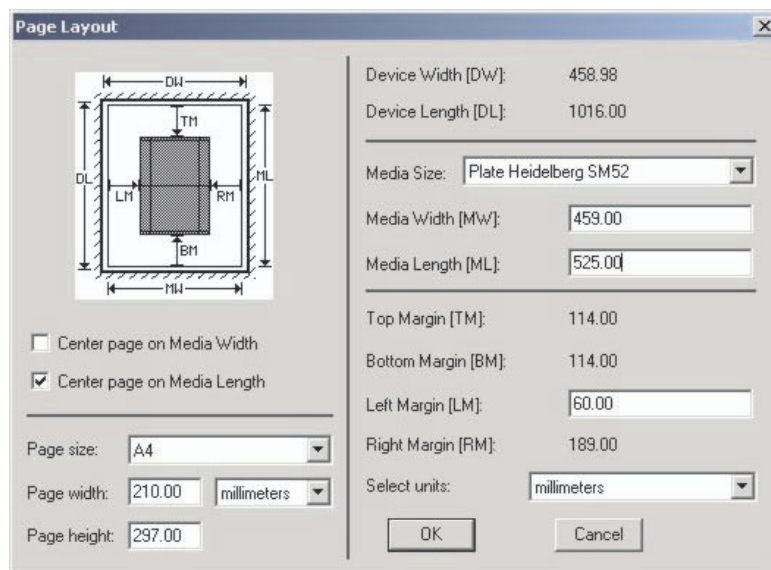 Page Layout
DW
TM
DL
ML
LM
RM
BM
MW
Center page on Media Width
Center page on Media Length
Page size: A4
Page width: 210.00 millimeters
Page height: 297.00
Device Width [DW]: 458.98
Device Length [DL]: 1016.00
Media Size: Plate Heidelberg SM52
Media Width [MW]: 459.00
Media Length [ML]: 525.00
Top Margin [TM]: 114.00
Bottom Margin [BM]: 114.00
Left Margin [LM]: 60.00
Right Margin [RM]: 189.00
Select units: millimeters
OK Cancel